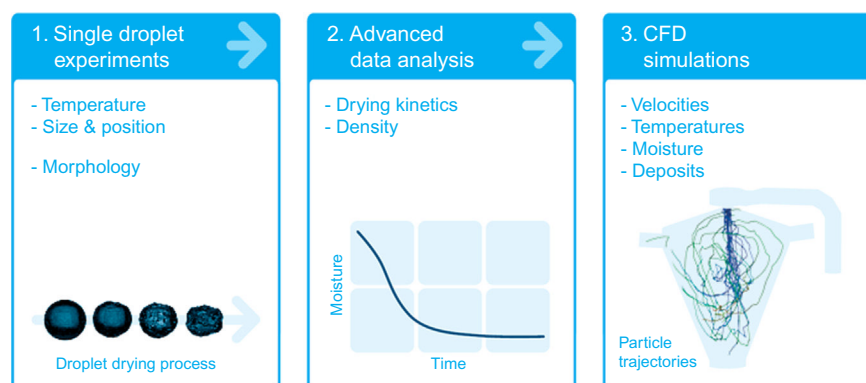 1. Single droplet
experiments
- Temperature
- Size & position
- Morphology
Droplet drying process
2. Advanced
data analysis
- Drying kinetics
- Density
Moisture
Time
3. CFD
simulations
- Velocities
- Temperatures
- Moisture
- Deposits
Particle
trajectories